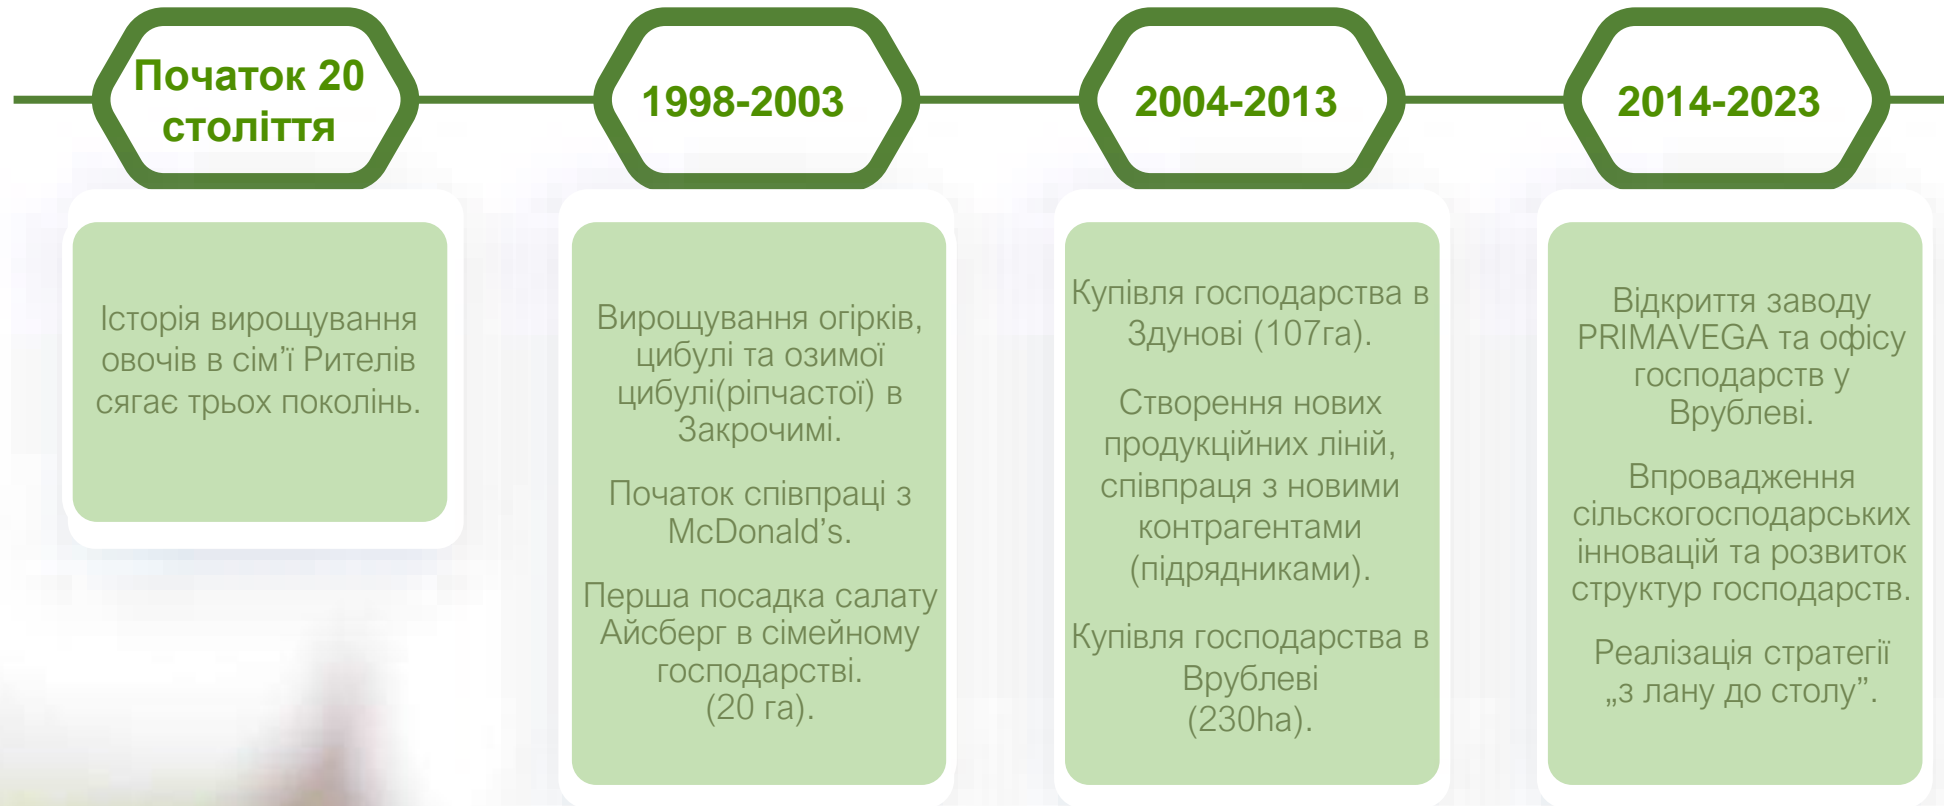 Початок 20
століття
Історія вирощування
овочів в сім’ї Рителів
сягає трьох поколінь.
1998-2003
Вирощування огірків,
цибулі та озимої
цибулі(ріпчастої) в
Закрочимі.
Початок співпраці з
McDonald’s.
Перша посадка салату
Айсберг в сімейному
господарстві.
(20 га).
2004-2013
Купівля господарства в
Здунові (107га).
Створення нових
продукційних ліній,
співпраця з новими
контрагентами
(підрядниками).
Купівля господарства в
Врублеві
(230ha).
2014-2023
Відкриття заводу
PRIMAVEGA та офісу
господарств у
Врублеві.
Впровадження
сільскогосподарських
інновацій та розвиток
структур господарств.
Реалізація стратегії
„з лану до столу”.